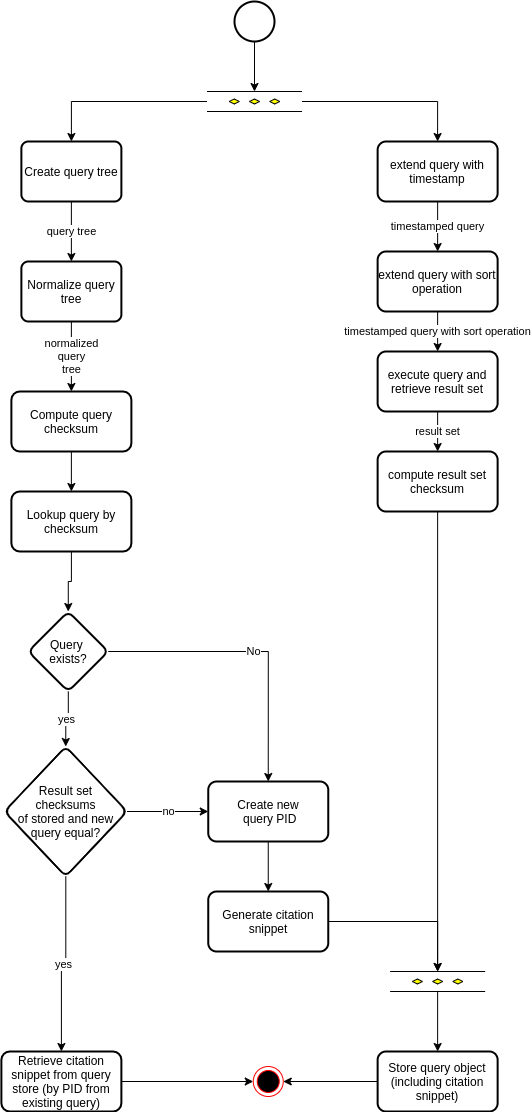 Create query tree
query tree
Normalize query
tree
normalized
query
tree
Compute query
checksum
Lookup query by
checksum
Query
exists?
No
yes
Result set
checksums
of stored and new
query equal?
no
yes
Create new
query PID
Generate citation
snippet
Retrieve citation
snippet from query
store (by PID from
existing query)
extend query with
timestamp
timestamped query
extend query with sort
operation
timestamped query with sort operation
execute query and
retrieve result set
result set
compute result set
checksum
Store query object
(including citation
snippet)